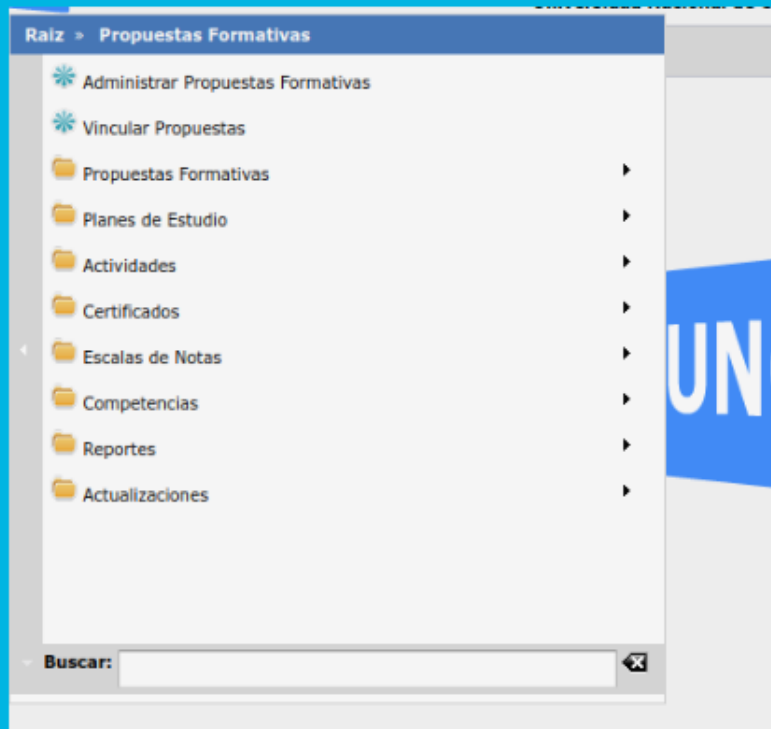 Raiz » Propuestas Formativas
Administrar Propuestas Formativas
Vincular Propuestas
Propuestas Formativas
Planes de Estudio
Actividades
Certificados
Escalas de Notas
Competencias
Reportes
Actualizaciones
UN
Buscar: